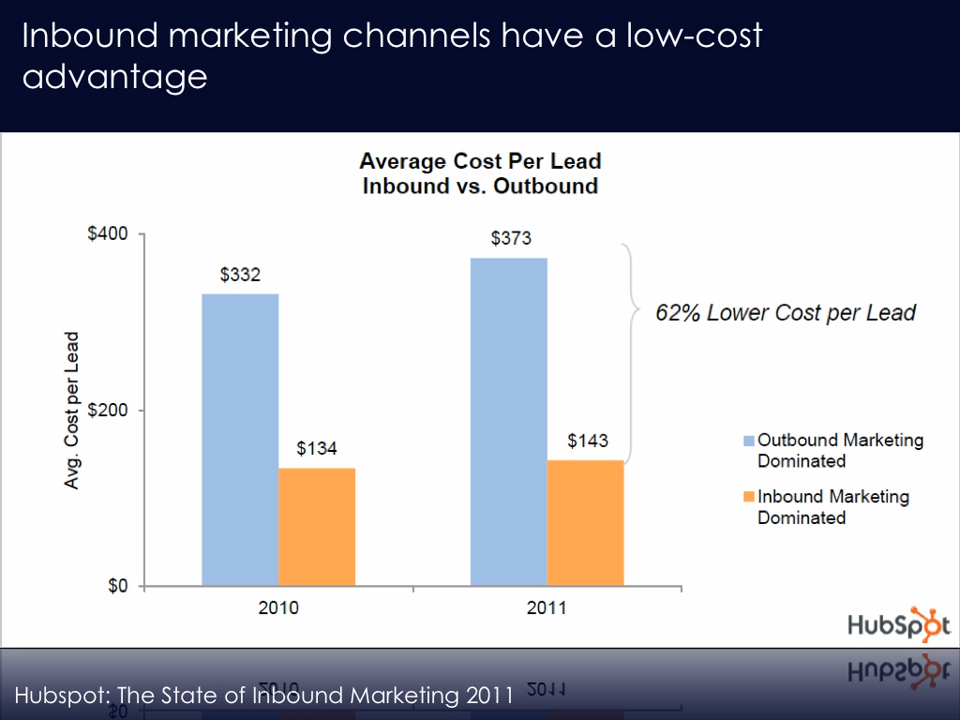 Inbound marketing channels have a low-cost
advantage
Average Cost Per Lead
Inbound vs. Outbound
$400
$373
$332
62% Lower Cost per Lead
Avg. Cost per Lead
$200
$134
$143
Outbound Marketing
Dominated
Inbound Marketing
Dominated
$0
2010
2011
HubSpot
Hubspot: The State of Inbound Marketing 2011